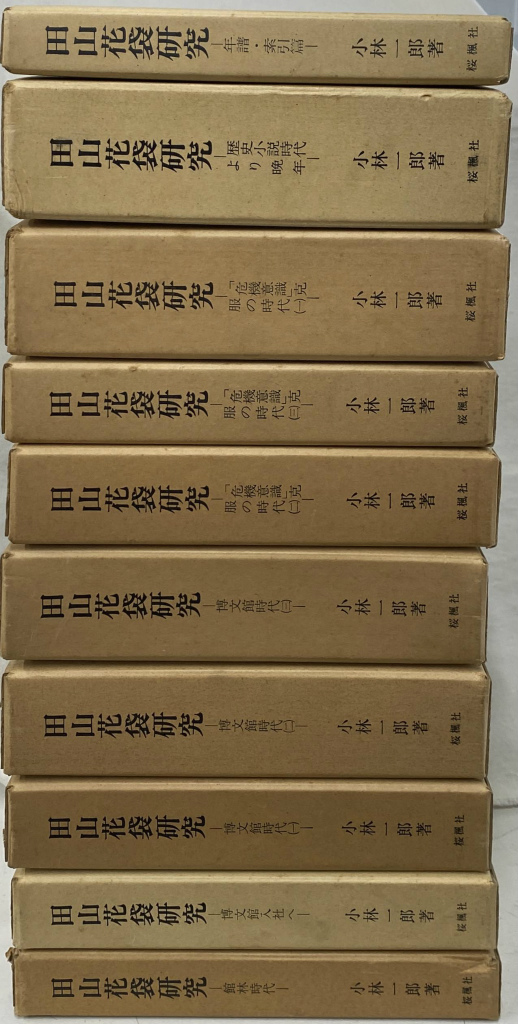 田山花袋研究
―年譜・索引篇―
小林一郎著
桜楓社
田山花袋研究
―歴史小説時代
より晩年―
小林一郎著
桜楓社
田山花袋研究
―「危機意識」克
服の時代(一)―
小林一郎著
桜楓社
田山花袋研究
―「危機意識」克
服の時代(三)―
小林一郎著
桜楓社
田山花袋研究
―「危機意識」克
服の時代(二)―
小林一郎著
桜楓社
田山花袋研究
―博文館時代(三)―
小林一郎著
桜楓社
田山花袋研究
―博文館時代(二)―
小林一郎著
桜楓社
田山花袋研究
―博文館時代(一)―
小林一郎著
桜楓社
田山花袋研究
―博文館入社へ―
小林一郎著
桜楓社
田山花袋研究
―館林時代―
小林一郎著
桜楓社